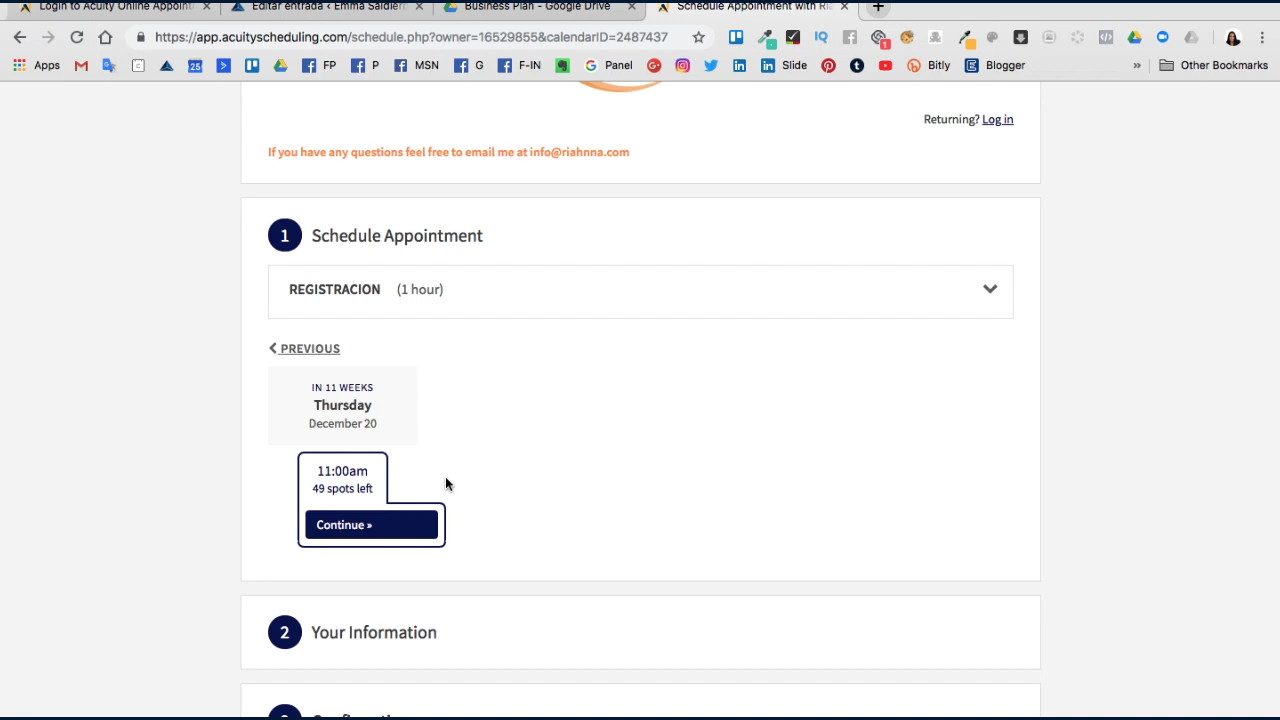 Login to Acuity Online Appoint
Editar entrada ‹ Emma Saldierr
Business Plan - Google Drive
Schedule Appointment with Ria
https://app.acuityscheduling.com/schedule.php?owner=16529855&calendarID=2487437
Apps
25
FP
P
MSN
G
F-IN
Panel
Slide
Bitly
Blogger
»
Other Bookmarks
Returning? Log in
If you have any questions feel free to email me at info@riahnna.com
1 Schedule Appointment
REGISTRACION (1 hour)
PREVIOUS
IN 11 WEEKS
Thursday
December 20
11:00am
49 spots left
Continue »
2 Your Information